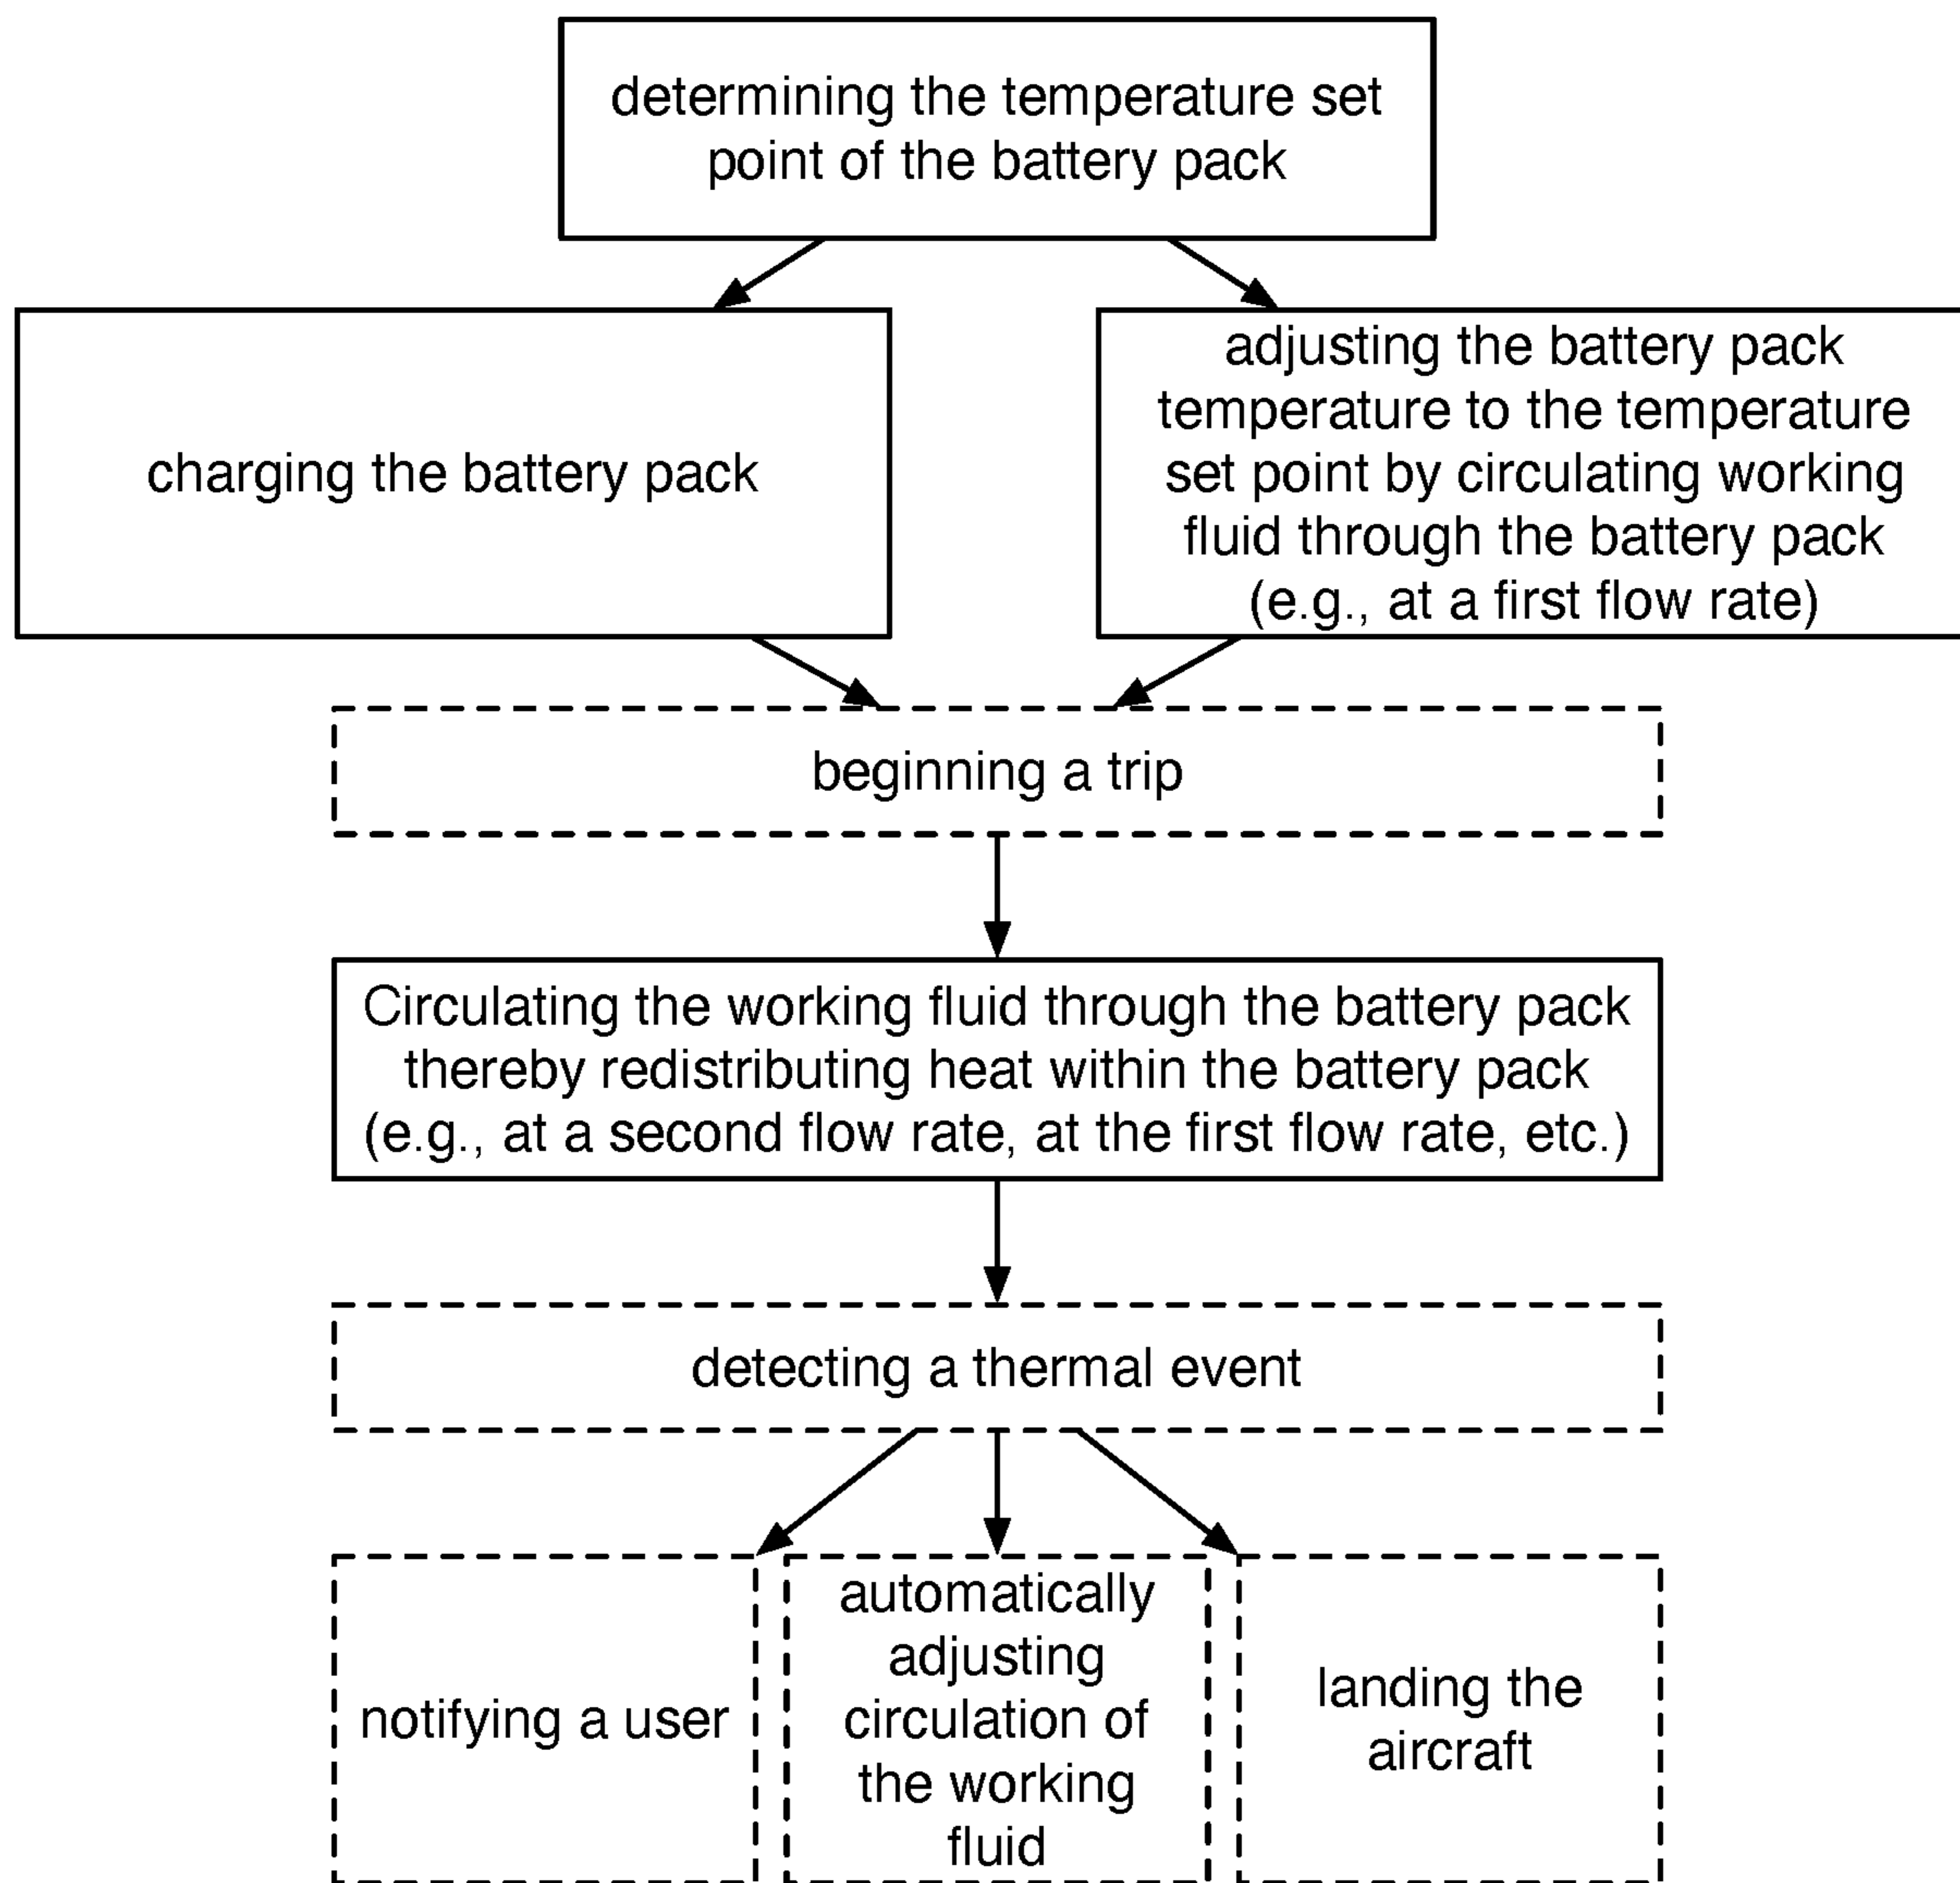 determining the temperature set
point of the battery pack
charging the battery pack
adjusting the battery pack
temperature to the temperature
set point by circulating working
fluid through the battery pack
(e.g., at a first flow rate)
beginning a trip
Circulating the working fluid through the battery pack
thereby redistributing heat within the battery pack
(e.g., at a second flow rate, at the first flow rate, etc.)
detecting a thermal event
notifying a user
automatically
adjusting
circulation of
the working
fluid
landing the
aircraft